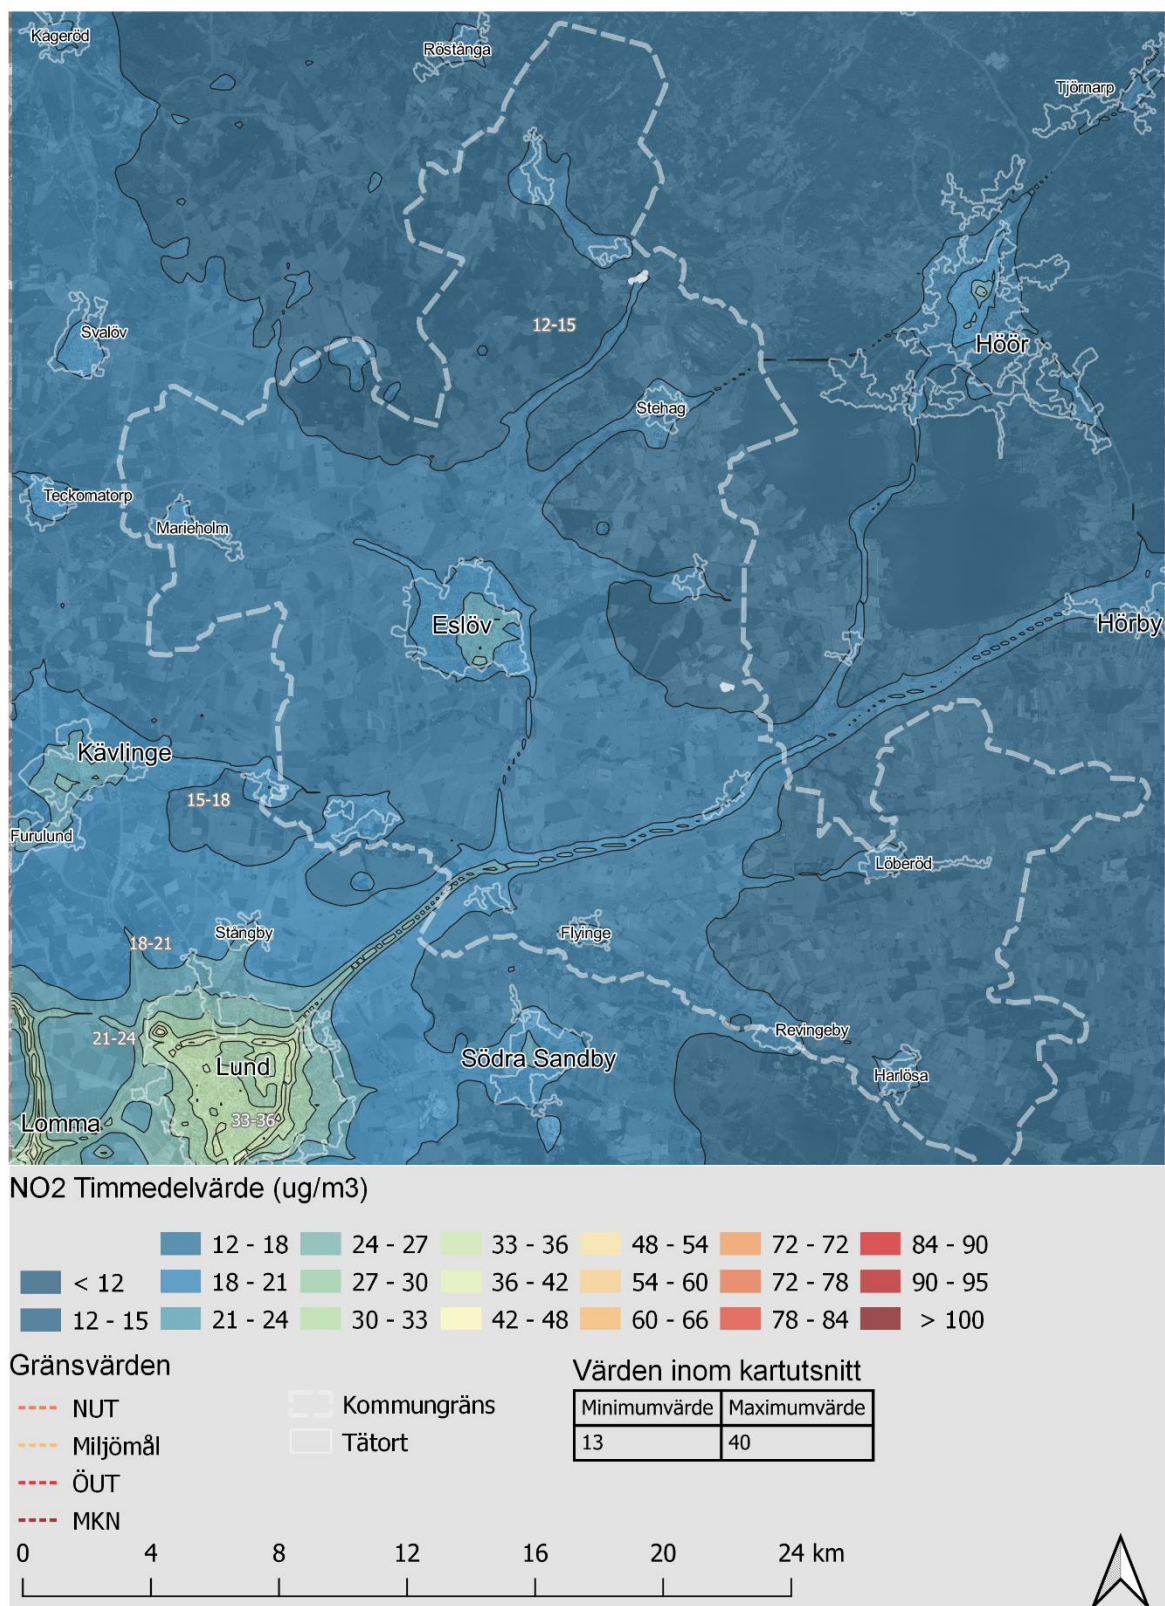 Kågeröd
Röstånga
Tjörnarp
12-15
Svalöv
Höör
Stehag
Teckomatorp
Marieholm
Eslöv
Hörby
Kävlinge
15-18
Furulund
Löberöd
Stångby
Flyinge
18-21
21-24
Revingeby
Lund
Södra Sandby
Harlösa
Lomma
33-36
NO2 Timmedelvärde (ug/m3)
12 - 18 24 - 27 33 - 36 48 - 54 72 - 72 84 - 90
< 12 18 - 21 27 - 30 36 - 42 54 - 60 72 - 78 90 - 95
12 - 15 21 - 24 30 - 33 42 - 48 60 - 66 78 - 84 > 100
Gränsvärden
NUT
Miljömål
ÖUT
MKN
Kommungräns
Tätort
Värden inom kartutsnitt
Minimumvärde Maximumvärde
13 40
0 4 8 12 16 20 24 km